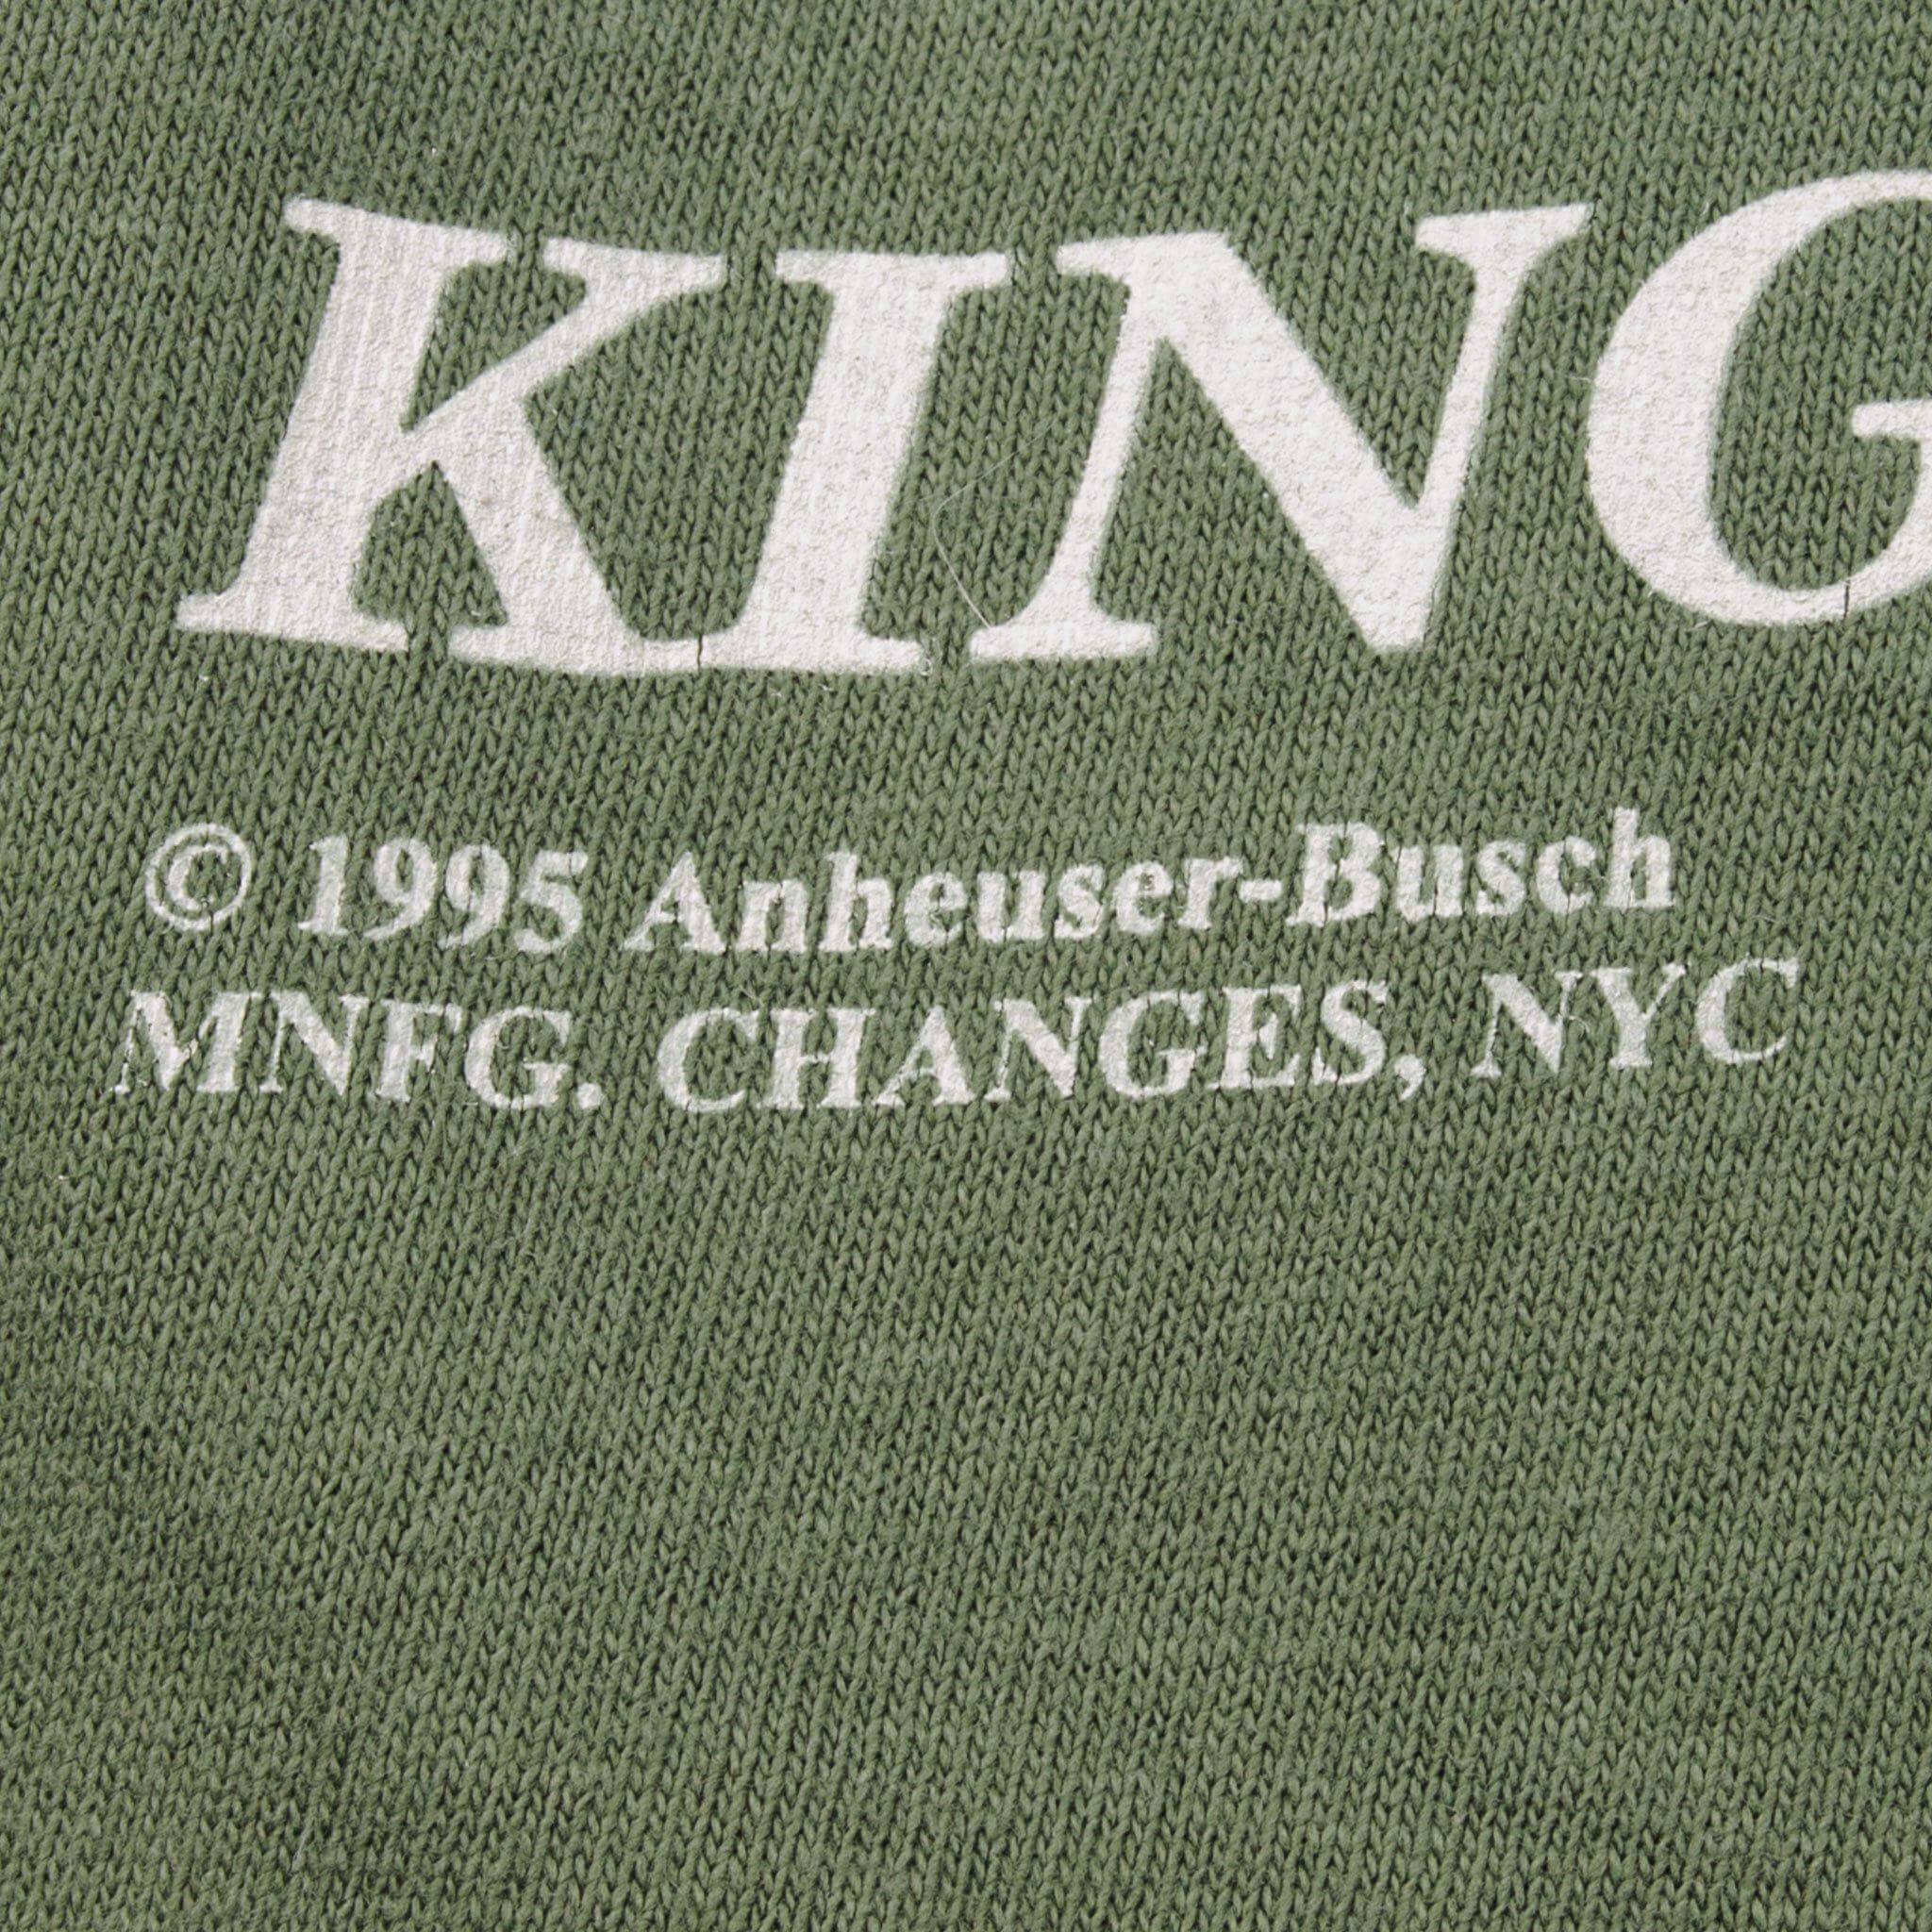 KING
© 1995 Anheuser-Busch
MNFG. CHANGES, NYC